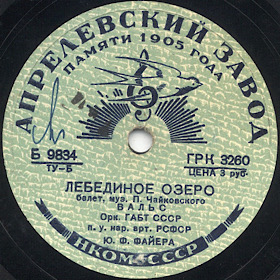 АПРЕЛЕВСКИЙ ЗАВОД
ПАМЯТИ 1905 ГОДА
Б 9834 ГРК 3260
ТУ-Б ЦЕНА 3 руб.
ЛЕБЕДИНОЕ ОЗЕРО
балет, муз. П. Чайковского
ВАЛЬС
Орк. ГАБТ СССР
п. у. нар. арт. РСФСР
Ю. Ф. ФАЙЕРА
НКОМ СССР